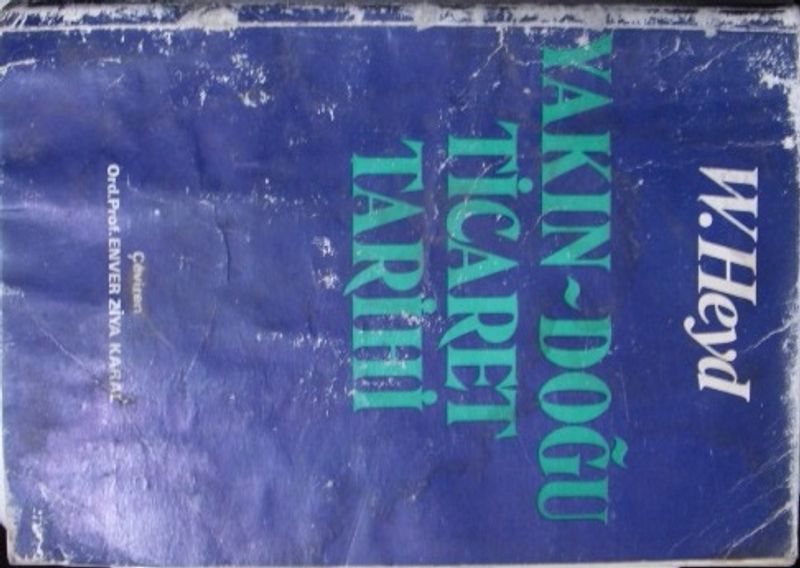 W.Heyd
YAKIN~DOĞU
TİCARET
TARİHİ
Çeviren
Ord.Prof.ENVER ZİYA KARAL